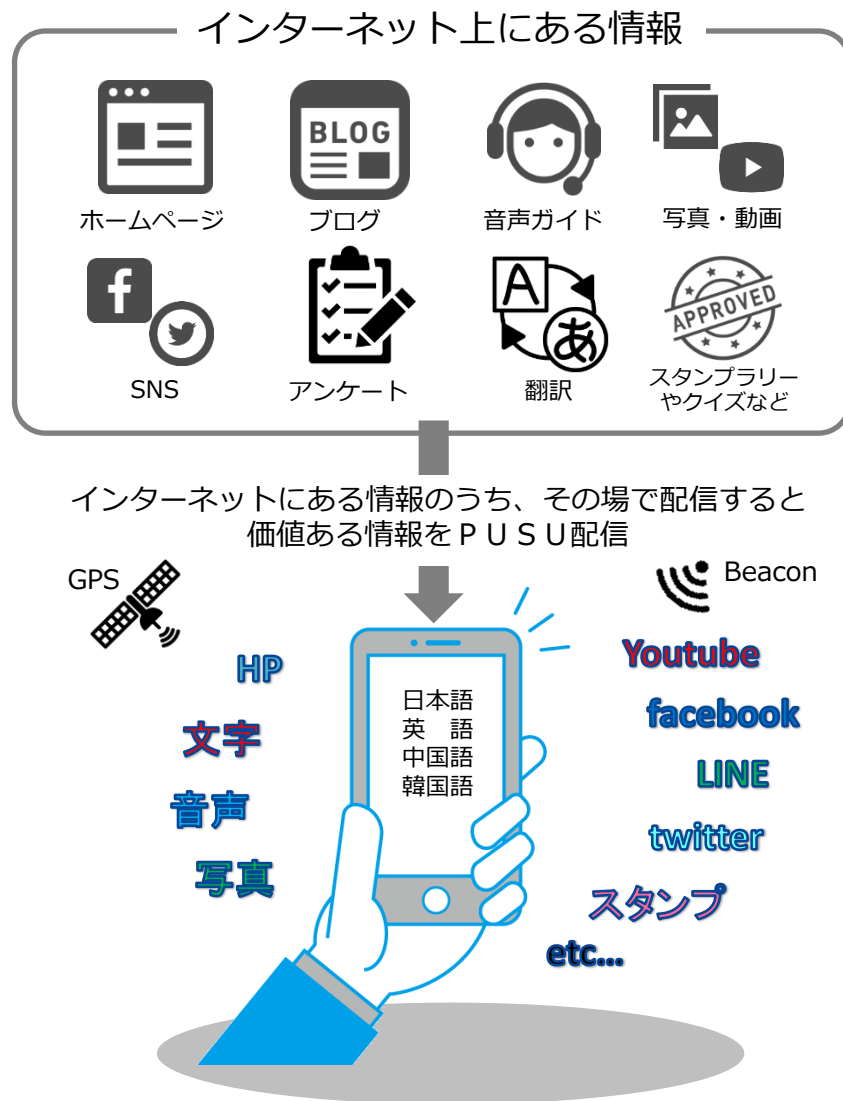 インターネット上にある情報
BLOG
ホームページ
ブログ
音声ガイド
写真・動画
f
A
あ
APPROVED
SNS
アンケート
翻訳
スタンプラリー
やクイズなど
インターネットにある情報のうち、その場で配信すると
価値ある情報をＰＵＳＵ配信
GPS
Beacon
HP
文字
音声
写真
日本語
英　語
中国語
韓国語
Youtube
facebook
LINE
twitter
スタンプ
etc...